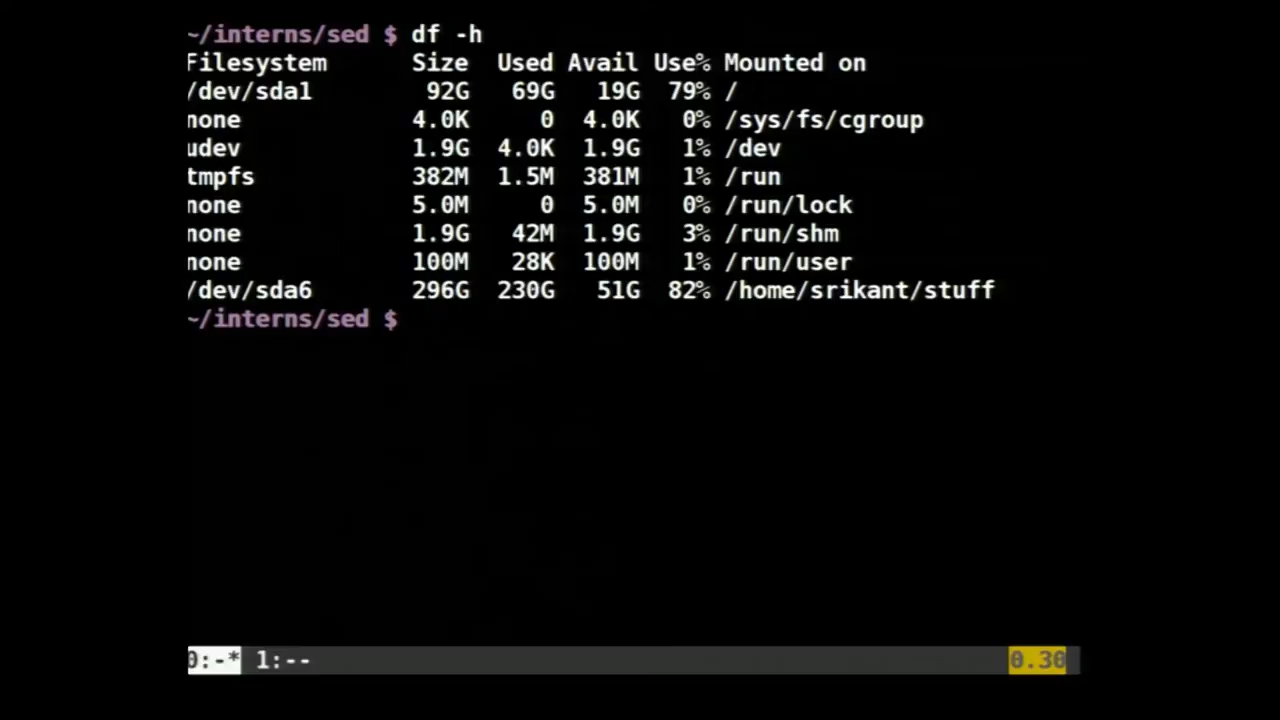 ~/interns/sed $ df -h
Filesystem      Size  Used Avail Use% Mounted on
/dev/sda1        92G   69G   19G  79% /
none            4.0K     0  4.0K   0% /sys/fs/cgroup
udev            1.9G  4.0K  1.9G   1% /dev
tmpfs           382M  1.5M  381M   1% /run
none            5.0M     0  5.0M   0% /run/lock
none            1.9G   42M  1.9G   3% /run/shm
none            100M   28K  100M   1% /run/user
/dev/sda6       296G  230G   51G  82% /home/srikant/stuff
~/interns/sed $
0:-* 1:-- 0.30